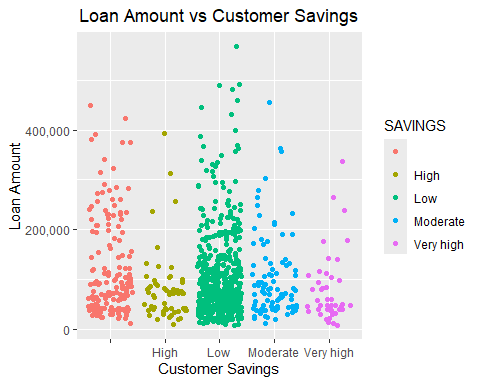 Loan Amount vs Customer Savings
Loan Amount
400,000
200,000
0
High
Low
Moderate
Very high
Customer Savings
SAVINGS
High
Low
Moderate
Very high